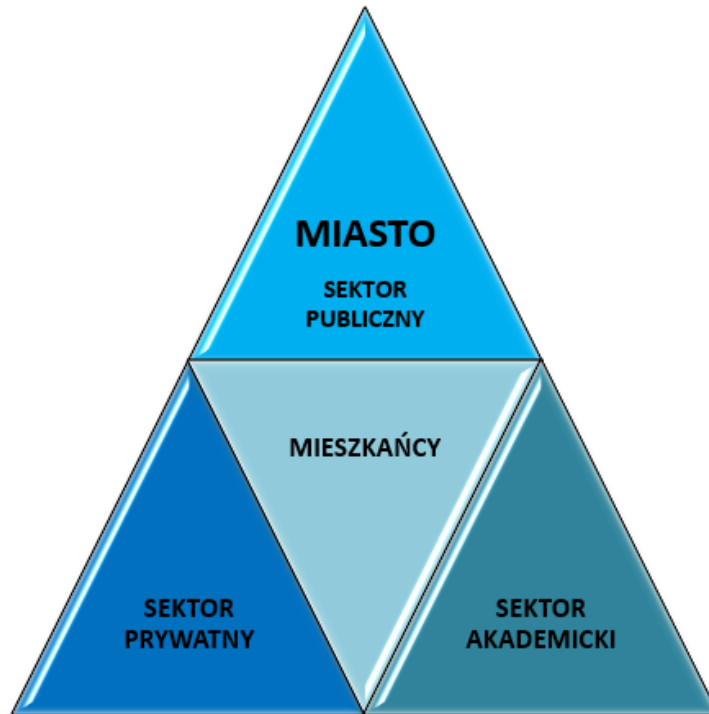 MIASTO
SEKTOR
PUBLICZNY
MIESZKAŃCY
SEKTOR
PRYWATNY
SEKTOR
AKADEMICKI